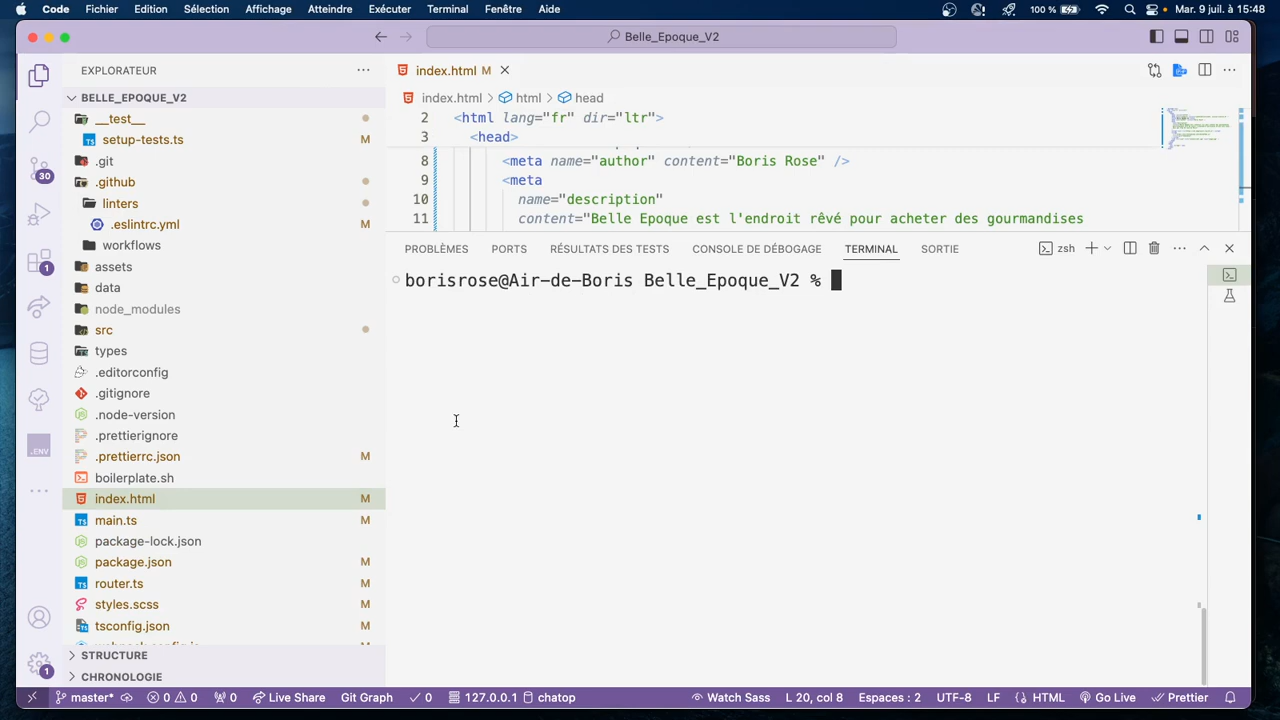 Code Fichier Edition Sélection Affichage Atteindre Exécuter Terminal Fenêtre Aide 100 % Mar. 9 juil. à 15:48
Belle_Epoque_V2
EXPLORATEUR
BELLE_EPOQUE_V2
__test__
setup-tests.ts M
.git
.github
linters
.eslintrc.yml M
workflows
assets
data
node_modules
src
types
.editorconfig
.gitignore
.node-version
.prettierignore
.prettierrc.json M
boilerplate.sh
index.html M
main.ts M
package-lock.json
package.json M
router.ts M
styles.scss M
tsconfig.json M
STRUCTURE
CHRONOLOGIE
30
1
.ENV
1
index.html M
index.html > html > head
2 <html lang="fr" dir="ltr">
3 <head>
8 <meta name="author" content="Boris Rose" />
9 <meta
10 name="description"
11 content="Belle Epoque est l'endroit rêvé pour acheter des gourmandises
PROBLÈMES PORTS RÉSULTATS DES TESTS CONSOLE DE DÉBOGAGE TERMINAL SORTIE zsh
borisrose@Air-de-Boris Belle_Epoque_V2 %
master* 0 0 0 Live Share Git Graph 0 127.0.0.1 chatop Watch Sass L 20, col 8 Espaces : 2 UTF-8 LF HTML Go Live Prettier